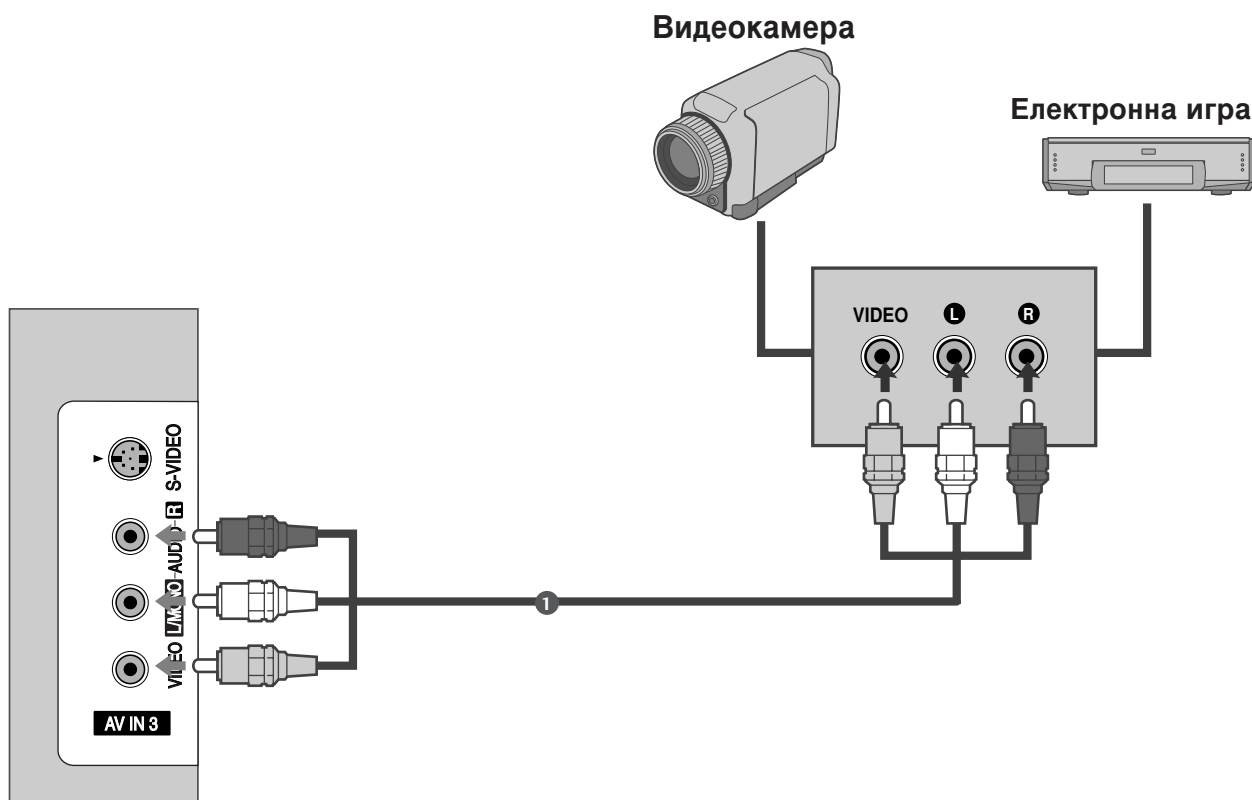 Видеокамера
Електронна игра
VIDEO L R
S-VIDEO
VIDEO L/MONO AUDIO R
AV IN 3
1